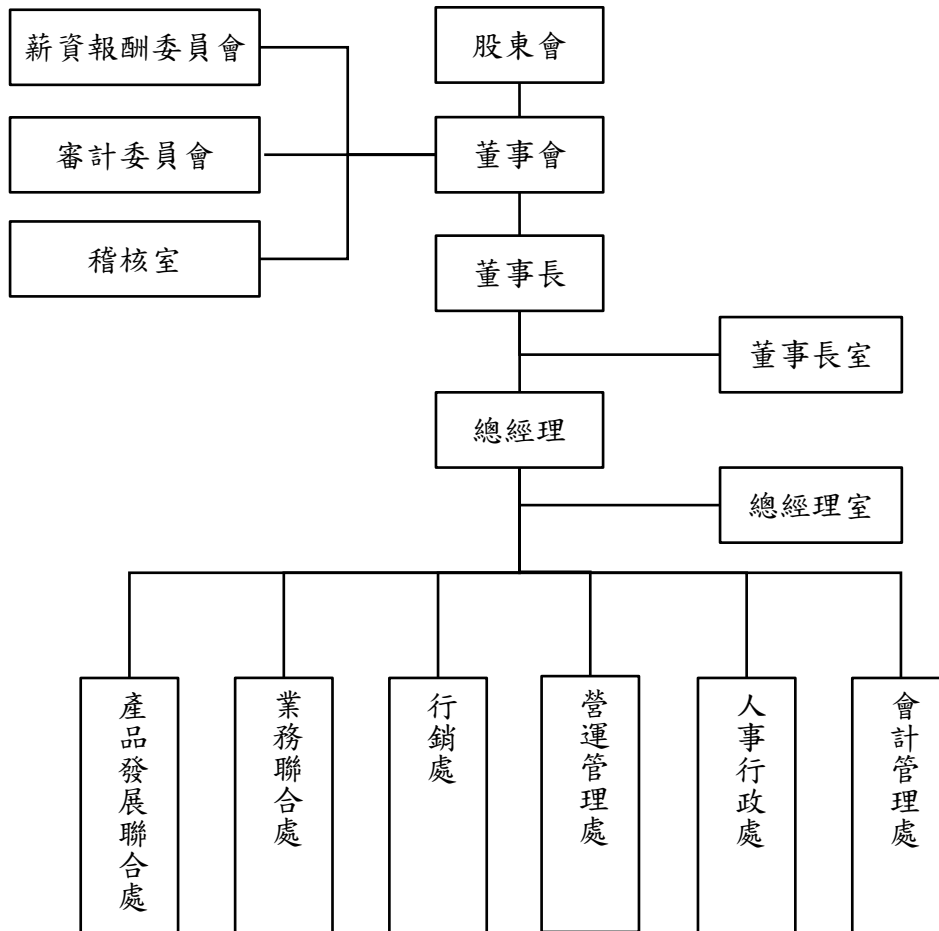 薪資報酬委員會
股東會
審計委員會
董事會
稽核室
董事長
董事長室
總經理
總經理室
產品發展聯合處
業務聯合處
行銷處
營運管理處
人事行政處
會計管理處